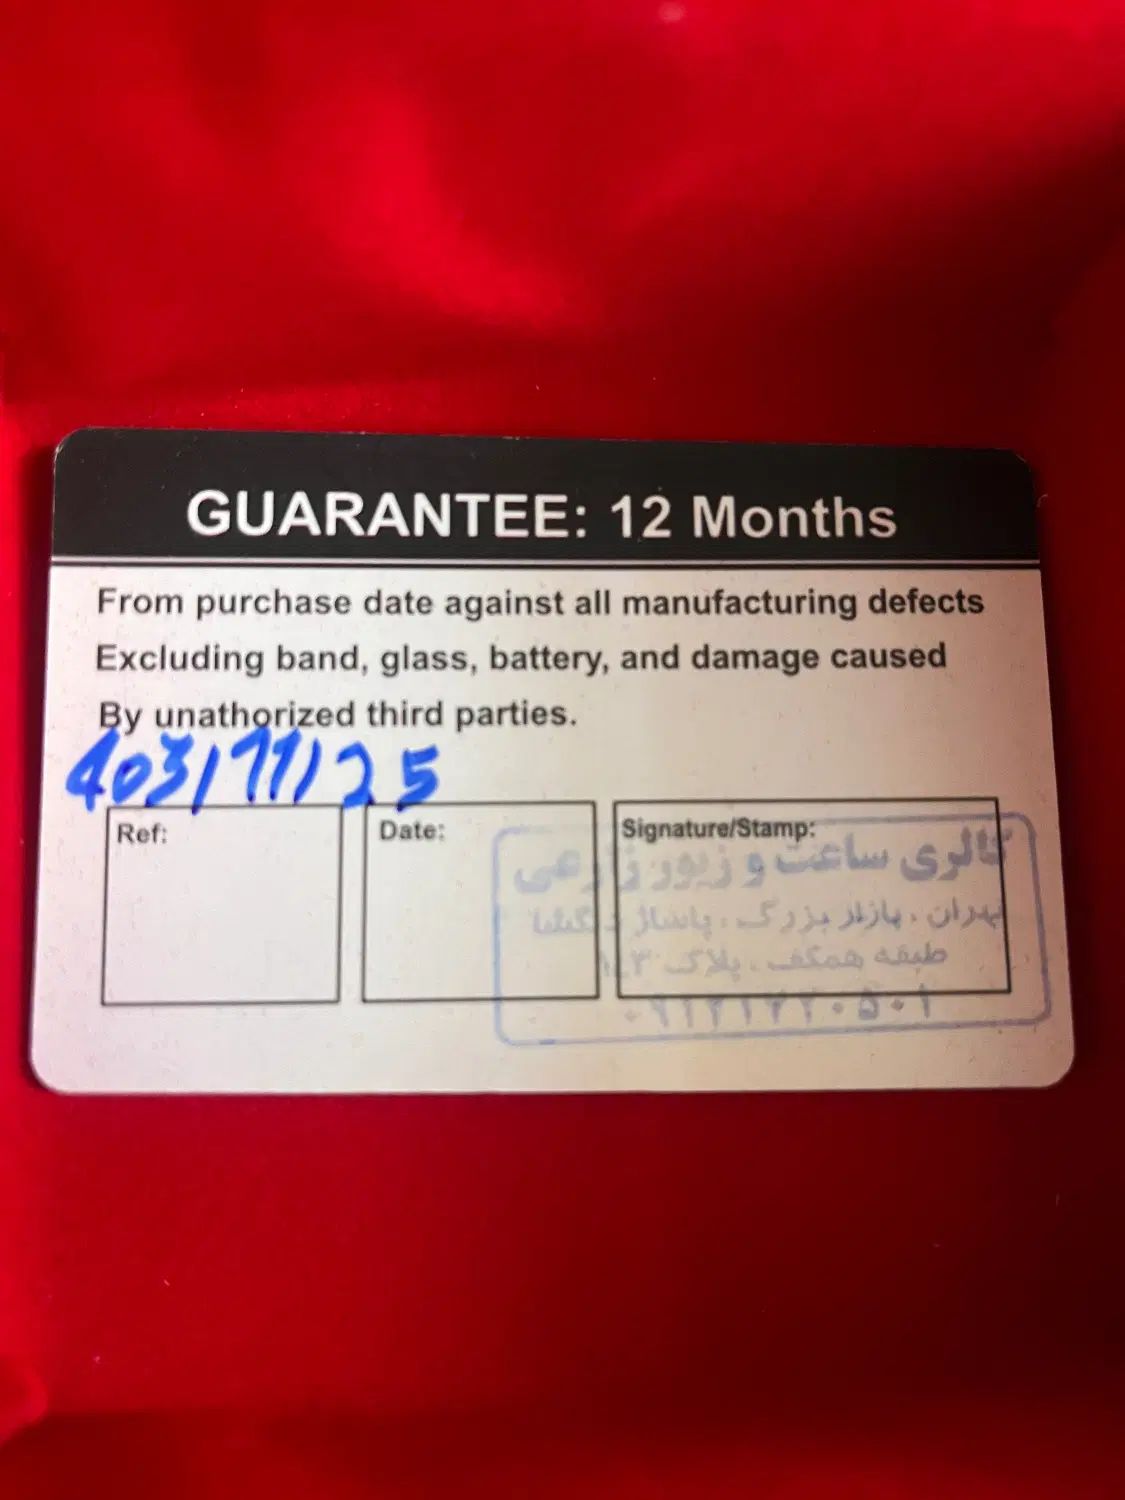 GUARANTEE: 12 Months
From purchase date against all manufacturing defects
Excluding band, glass, battery, and damage caused
By unathorized third parties.
403/11/25
Ref:
Date:
Signature/Stamp:
گالری ساعت و زیور زارعی
تهران . بازار بزرگ . پاساژ دلگشا
طبقه همکف . پلاک
۰۹۱۲۱۲۲۰۵۰۱